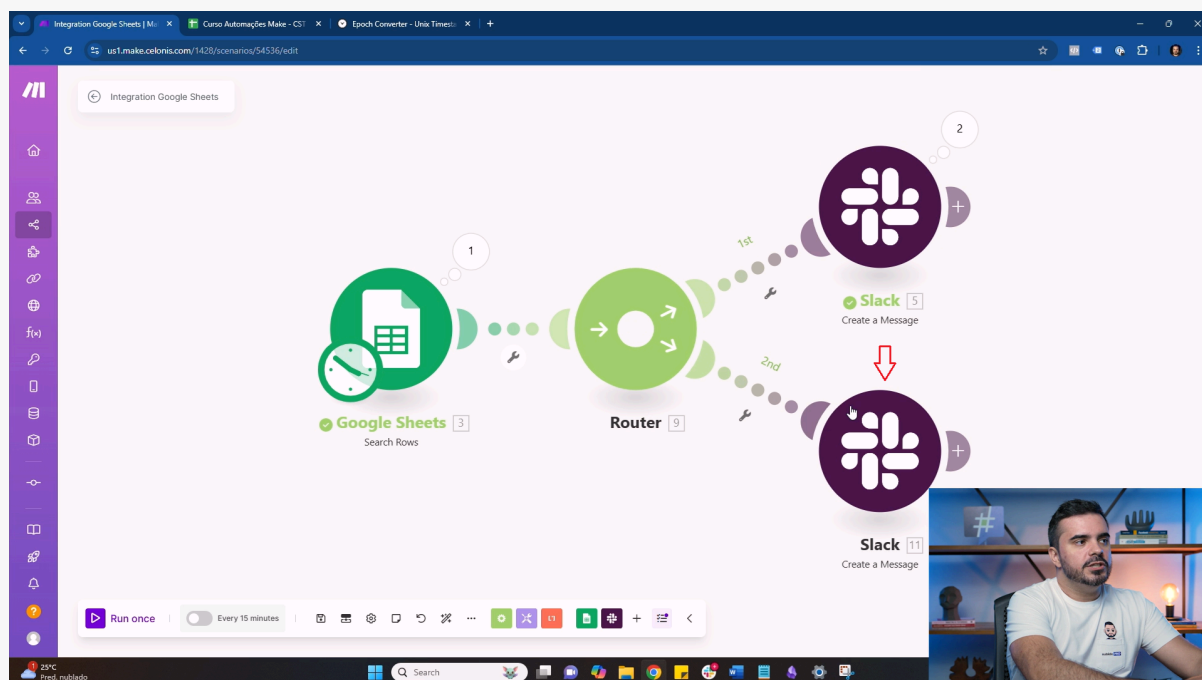 Integration Google Sheets | Ma
Curso Automações Make - CST
Epoch Converter - Unix Timest
us1.make.celonis.com/1428/scenarios/54536/edit
Integration Google Sheets
2
1
1st
Slack 5
Create a Message
2nd
Google Sheets 3
Search Rows
Router 9
Slack 11
Create a Message
Run once
Every 15 minutes
f(x)
1
25°C
Pred. nublado
Search